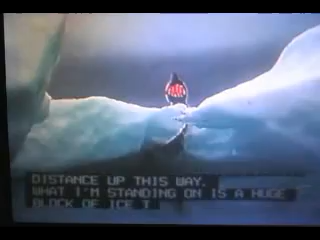 DISTANCE UP THIS WAY.
WHAT I'M STANDING ON IS A HUGE
BLOCK OF ICE T